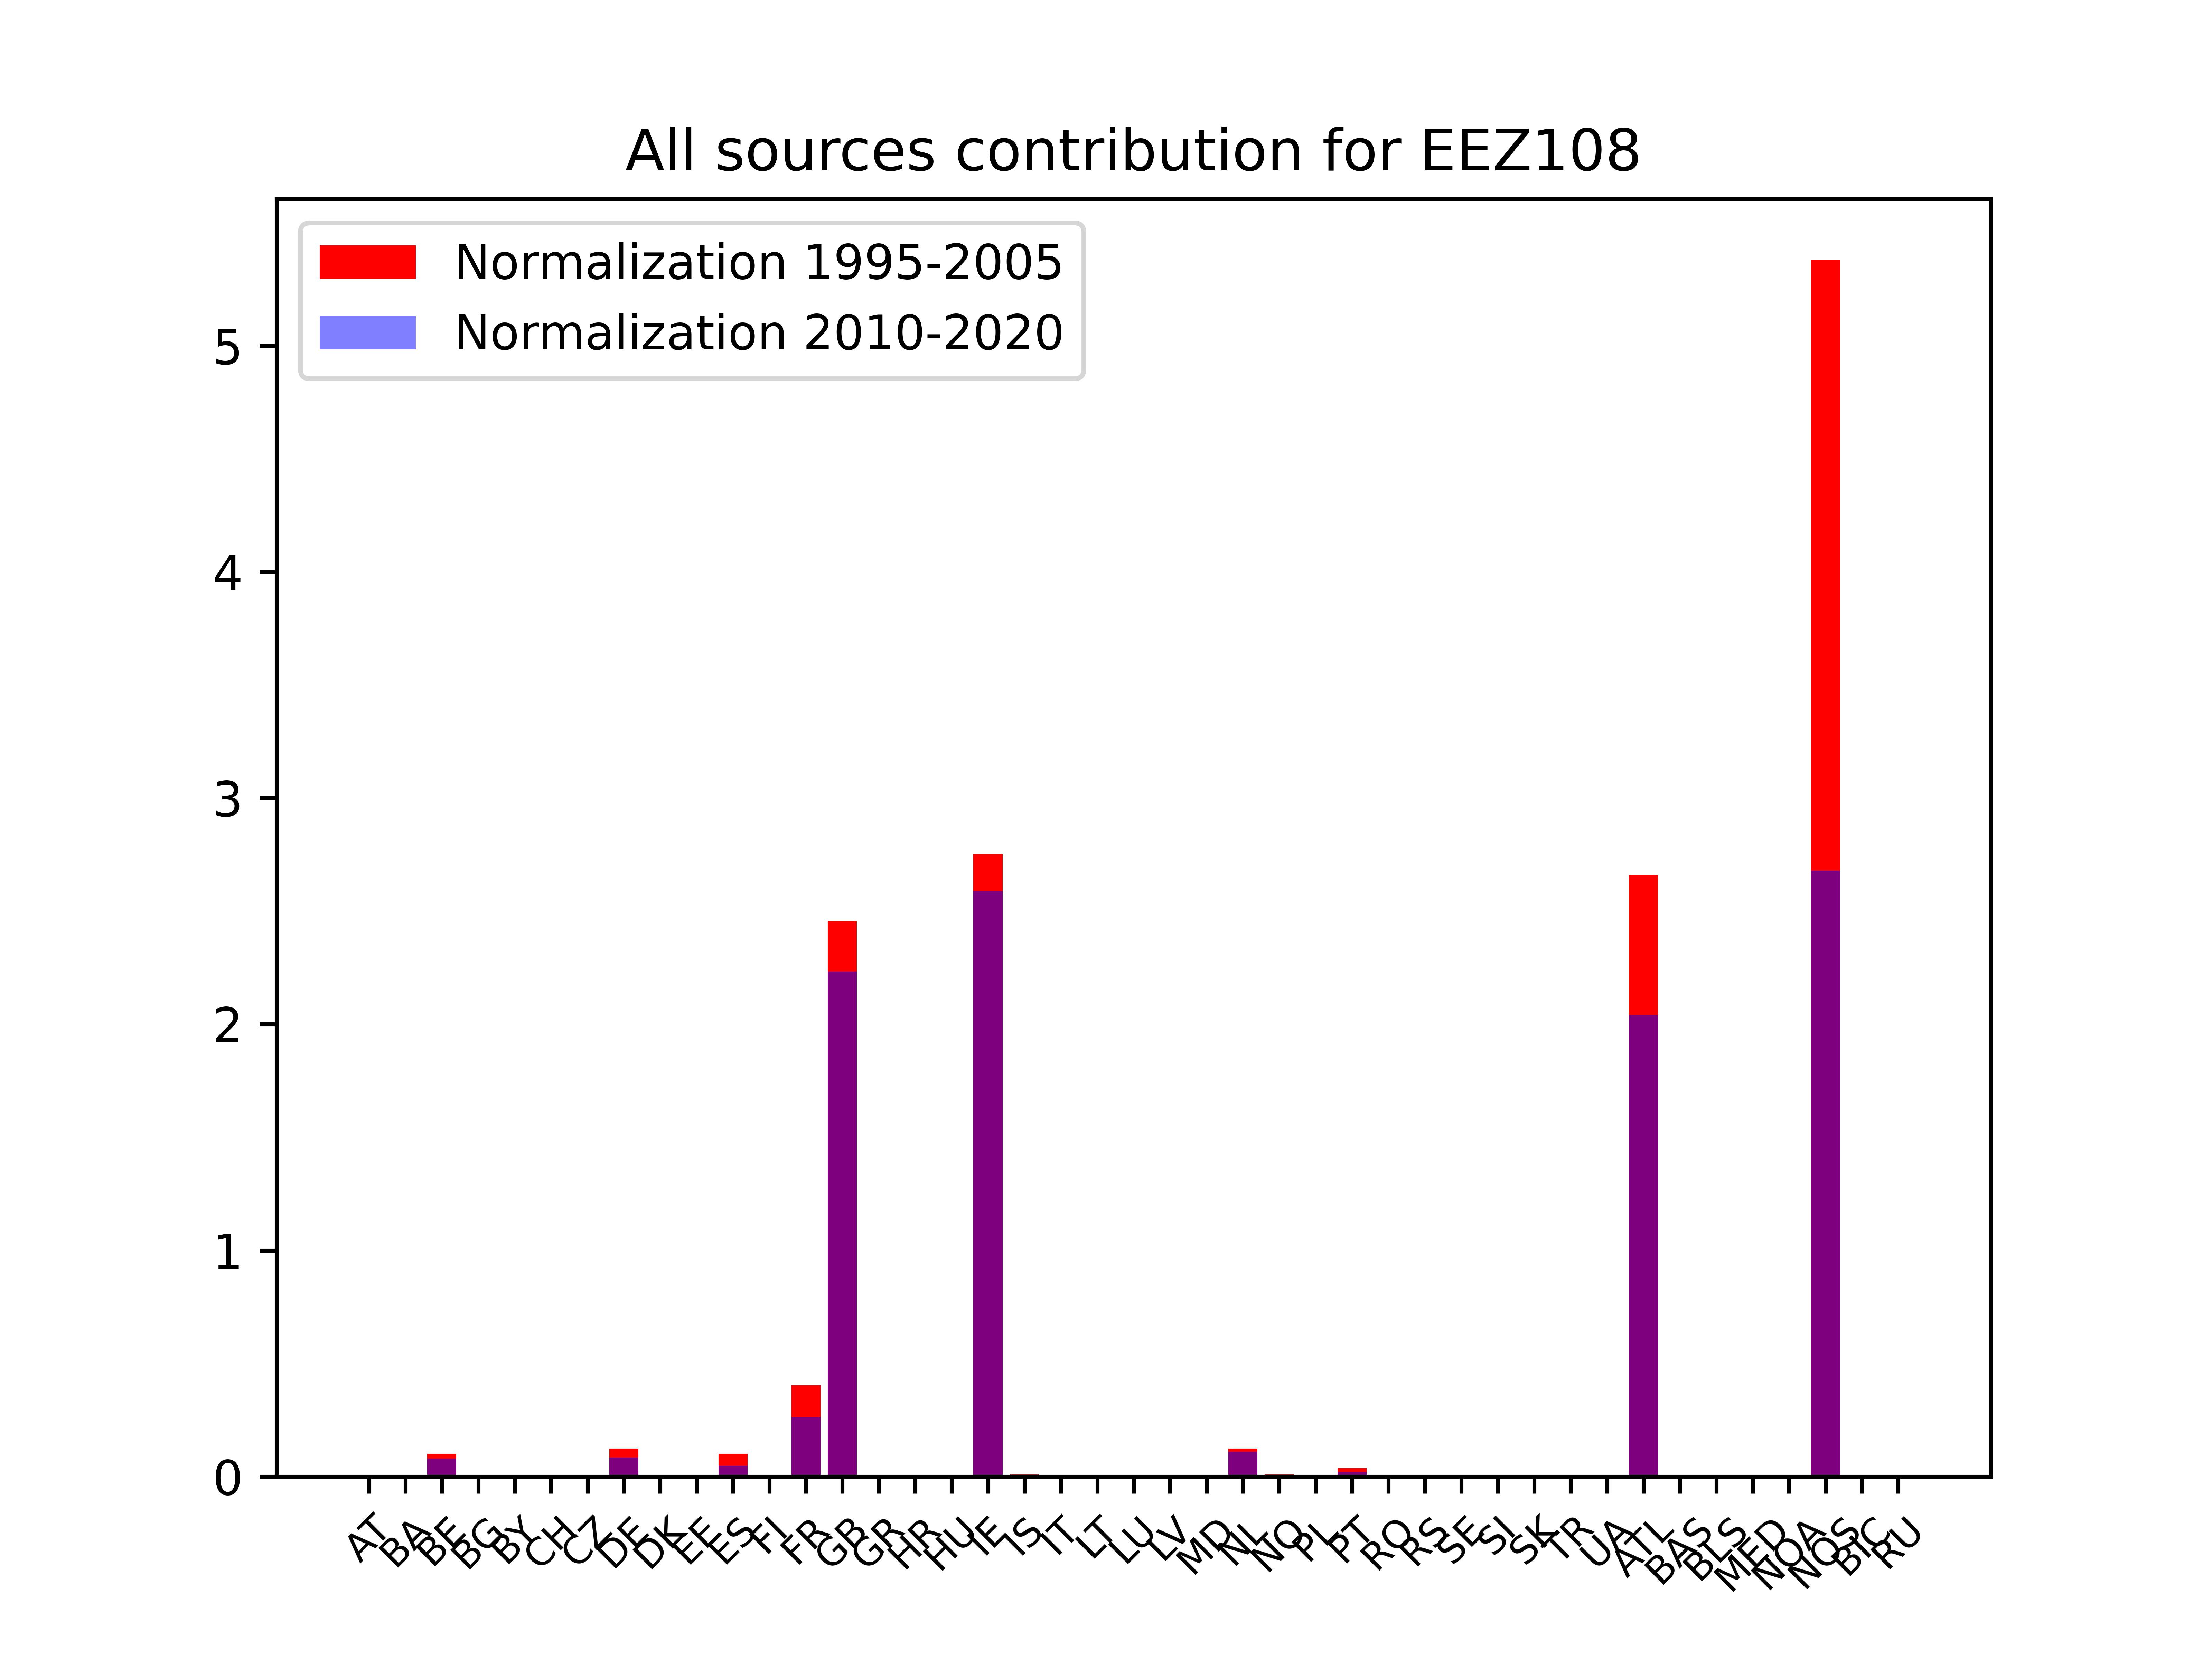 All sources contribution for EEZ108
Normalization 1995-2005
Normalization 2010-2020
5
4
3
2
1
0
AT BA BE BG BY CH CZ DE DK EE ES FI FR GB GR HR HU IE IS IT LT LU LV MD NL NO PL PT RO RS SE SI SK TR UA ATL BAS BLS MED NOA NOS BIC RU